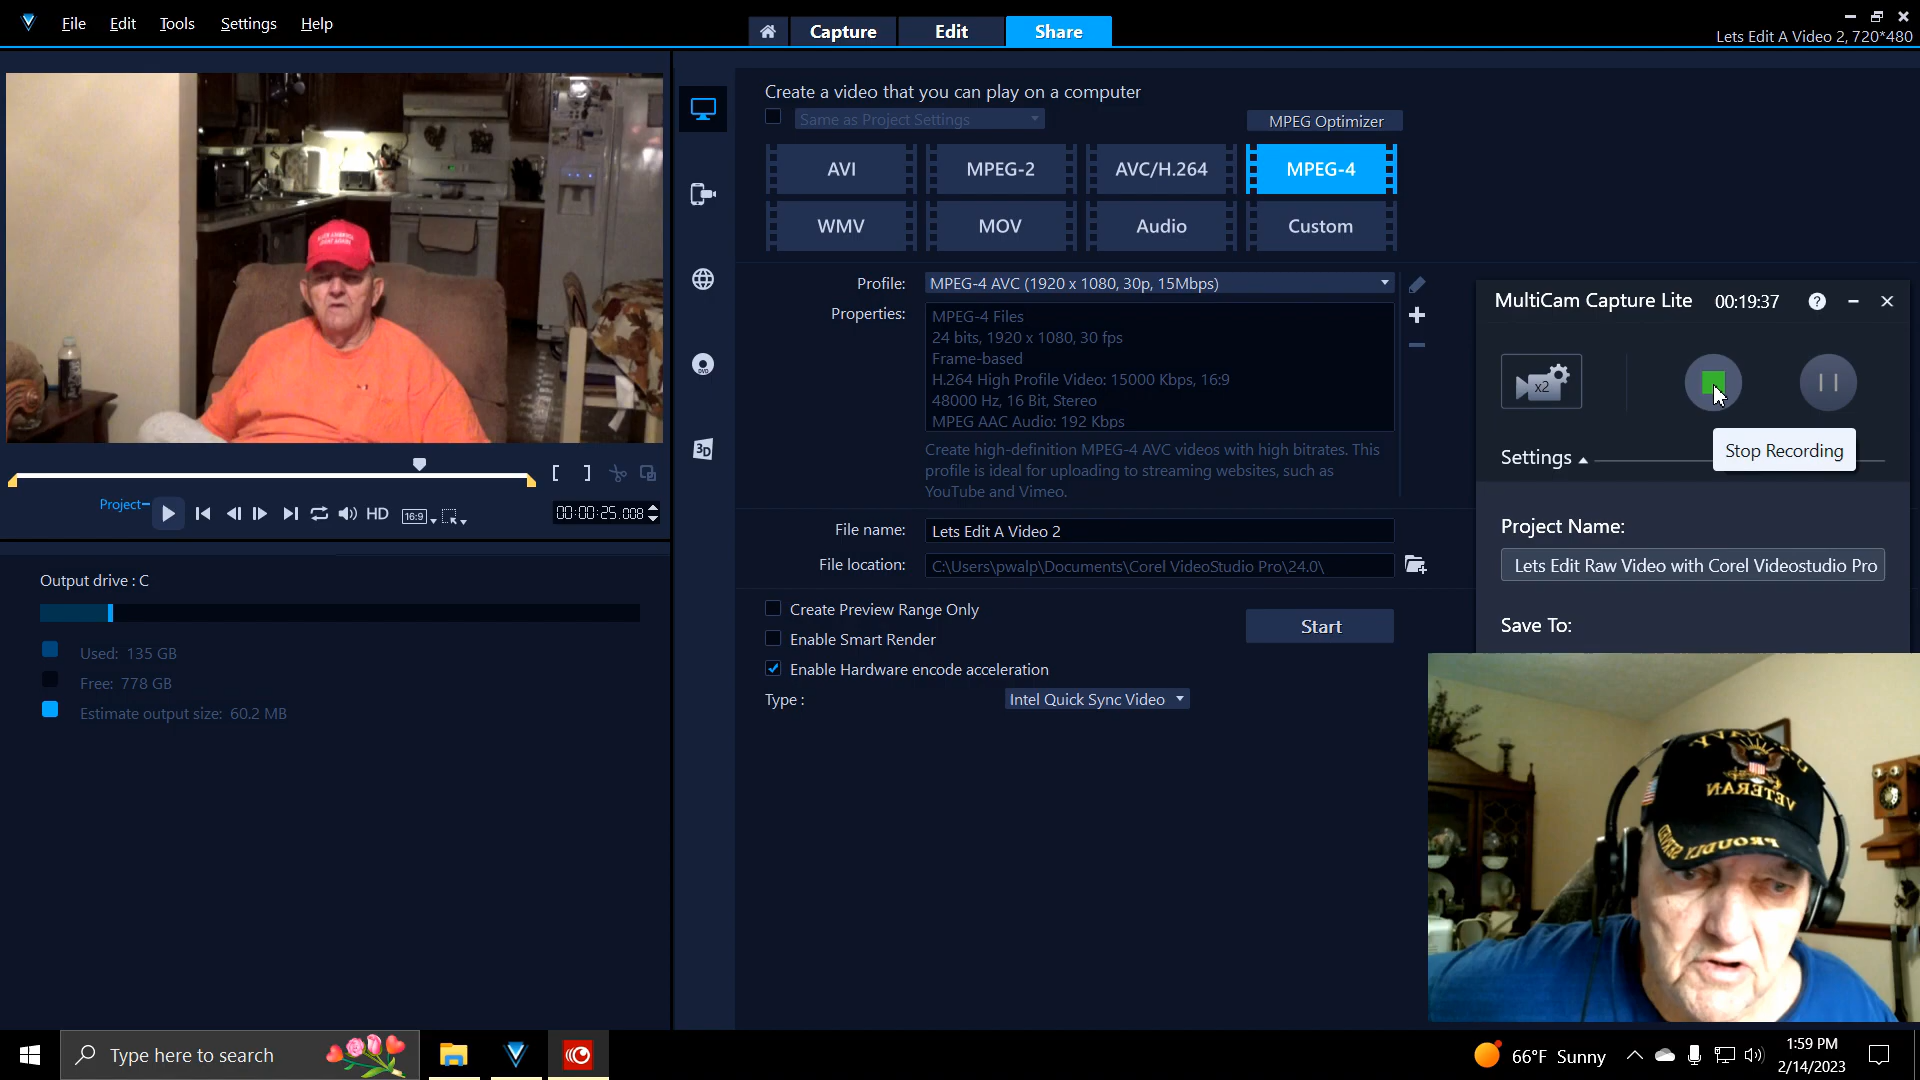 File Edit Tools Settings Help
Capture Edit Share
Lets Edit A Video 2, 720*480
Create a video that you can play on a computer
Same as Project Settings
MPEG Optimizer
AVI MPEG-2 AVC/H.264 MPEG-4
WMV MOV Audio Custom
Profile: MPEG-4 AVC (1920 x 1080, 30p, 15Mbps)
Properties: MPEG-4 Files
24 bits, 1920 x 1080, 30 fps
Frame-based
H.264 High Profile Video: 15000 Kbps, 16:9
48000 Hz, 16 Bit, Stereo
MPEG AAC Audio: 192 Kbps
Create high-definition MPEG-4 AVC videos with high bitrates. This
profile is ideal for uploading to streaming websites, such as
YouTube and Vimeo.
File name: Lets Edit A Video 2
File location: C:\Users\pwalp\Documents\Corel VideoStudio Pro\24.0\
Create Preview Range Only
Start
Enable Smart Render
Enable Hardware encode acceleration
Type : Intel Quick Sync Video
DVD
3D
Project
HD
16:9
00:00:25.008
Output drive : C
Used: 135 GB
Free: 778 GB
Estimate output size: 60.2 MB
MultiCam Capture Lite 00:19:37
x2
Stop Recording
Settings
Project Name:
Lets Edit Raw Video with Corel Videostudio Pro
Save To:
VETERAN
PROUDLY
Type here to search
66°F Sunny
1:59 PM
2/14/2023